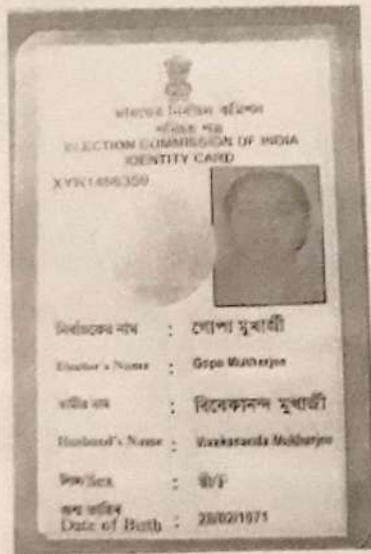 ভারতের নির্বাচন কমিশন
পরিচয় পত্র
ELECTION COMMISSION OF INDIA
IDENTITY CARD
নির্বাচকের নাম : গোপা মুখার্জী
Elector's Name : Gopa Mukherjee
স্বামীর নাম : বিবেকানন্দ মুখার্জী
Husband's Name : Vivekananda Mukherjee
লিঙ্গ/Sex : স্ত্রী/F
জন্ম তারিখ
Date of Birth : 28/02/1971